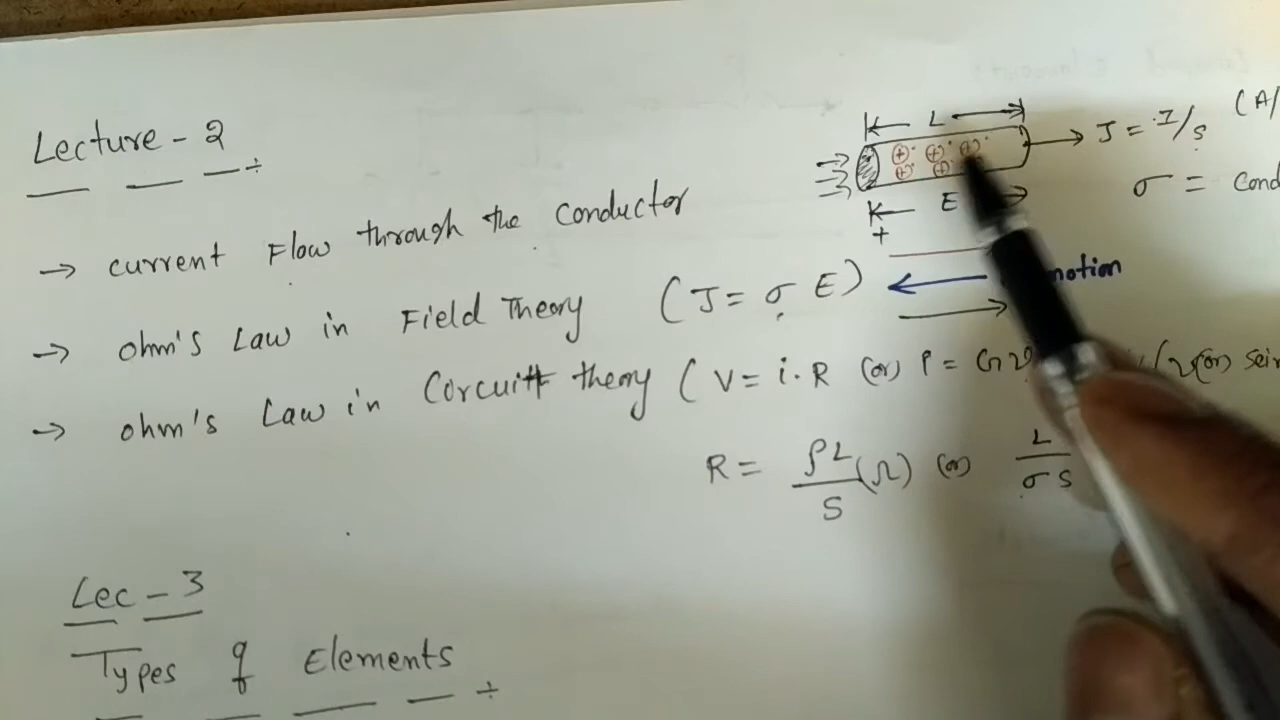 Lecture - 2
L
J = I/s (A/
σ = Cond
E
+
→ current Flow through the Conductor
motion
→ ohm's Law in Field Theory (J = σ E)
→ ohm's Law in Corcuitt theory (V = i. R (or) P =
R = ρL/S (Ω) (or) L/σs
Lec - 3
Types of Elements